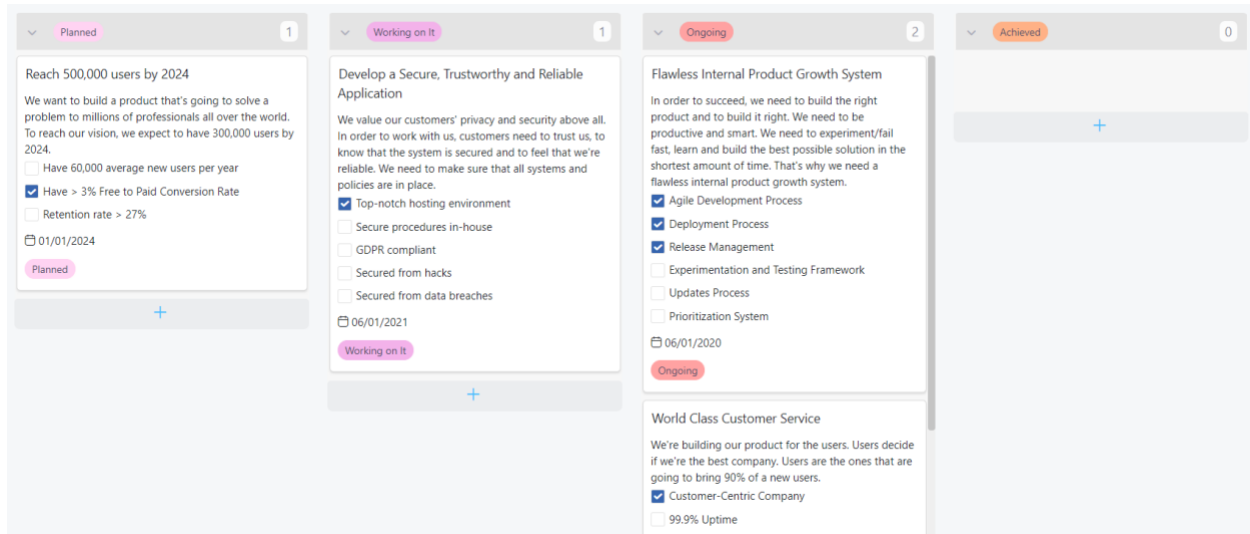 Planned
1
Reach 500,000 users by 2024
We want to build a product that's going to solve a
problem to millions of professionals all over the world.
To reach our vision, we expect to have 300,000 users by
2024.
Have 60,000 average new users per year
Have > 3% Free to Paid Conversion Rate
Retention rate > 27%
01/01/2024
Planned
+
Working on It
1
Develop a Secure, Trustworthy and Reliable
Application
We value our customers' privacy and security above all.
In order to work with us, customers need to trust us, to
know that the system is secured and to feel that we're
reliable. We need to make sure that all systems and
policies are in place.
Top-notch hosting environment
Secure procedures in-house
GDPR compliant
Secured from hacks
Secured from data breaches
06/01/2021
Working on It
+
Ongoing
2
Flawless Internal Product Growth System
In order to succeed, we need to build the right
product and to build it right. We need to be
productive and smart. We need to experiment/fail
fast, learn and build the best possible solution in the
shortest amount of time. That's why we need a
flawless internal product growth system.
Agile Development Process
Deployment Process
Release Management
Experimentation and Testing Framework
Updates Process
Prioritization System
06/01/2020
Ongoing
World Class Customer Service
We're building our product for the users. Users decide
if we're the best company. Users are the ones that are
going to bring 90% of a new users.
Customer-Centric Company
99.9% Uptime
Achieved
0
+